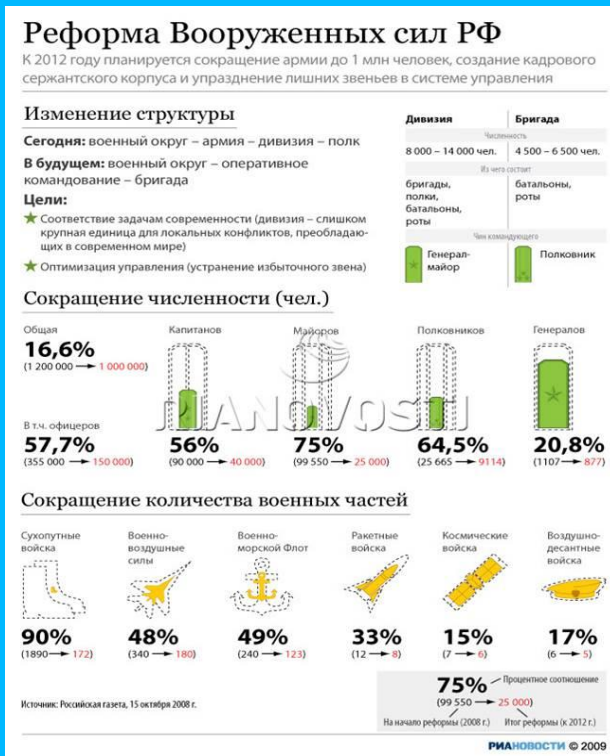 Реформа Вооруженных сил РФ
К 2012 году планируется сокращение армии до 1 млн человек, создание кадрового
сержантского корпуса и упразднение лишних звеньев в системе управления
Изменение структуры
Сегодня: военный округ – армия – дивизия – полк
В будущем: военный округ – оперативное
командование – бригада
Цели:
Соответствие задачам современности (дивизия – слишком
крупная единица для локальных конфликтов, преобладаю-
щих в современном мире)
Оптимизация управления (устранение избыточного звена)
Дивизия Бригада
Численность
8 000 – 14 000 чел. 4 500 – 6 500 чел.
Из чего состоит
бригады, батальоны,
полки, роты
батальоны,
роты
Чин командующего
Генерал- Полковник
майор
Сокращение численности (чел.)
Общая Капитанов Майоров Полковников Генералов
16,6%
(1 200 000 → 1 000 000)
РИАНОVOSTI
В т.ч. офицеров
57,7% 56% 75% 64,5% 20,8%
(355 000 → 150 000) (90 000 → 40 000) (99 550 → 25 000) (25 665 → 9114) (1107 → 877)
Сокращение количества военных частей
Сухопутные Военно- Военно- Ракетные Космические Воздушно-
войска воздушные морской Флот войска войска десантные
силы войска
90% 48% 49% 33% 15% 17%
(1890 → 172) (340 → 180) (240 → 123) (12 → 8) (7 → 6) (6 → 5)
75% Процентное соотношение
(99 550 → 25 000)
На начало реформы (2008 г.) Итог реформы (к 2012 г.)
Источник: Российская газета, 15 октября 2008 г.
РИАНОВОСТИ © 2009